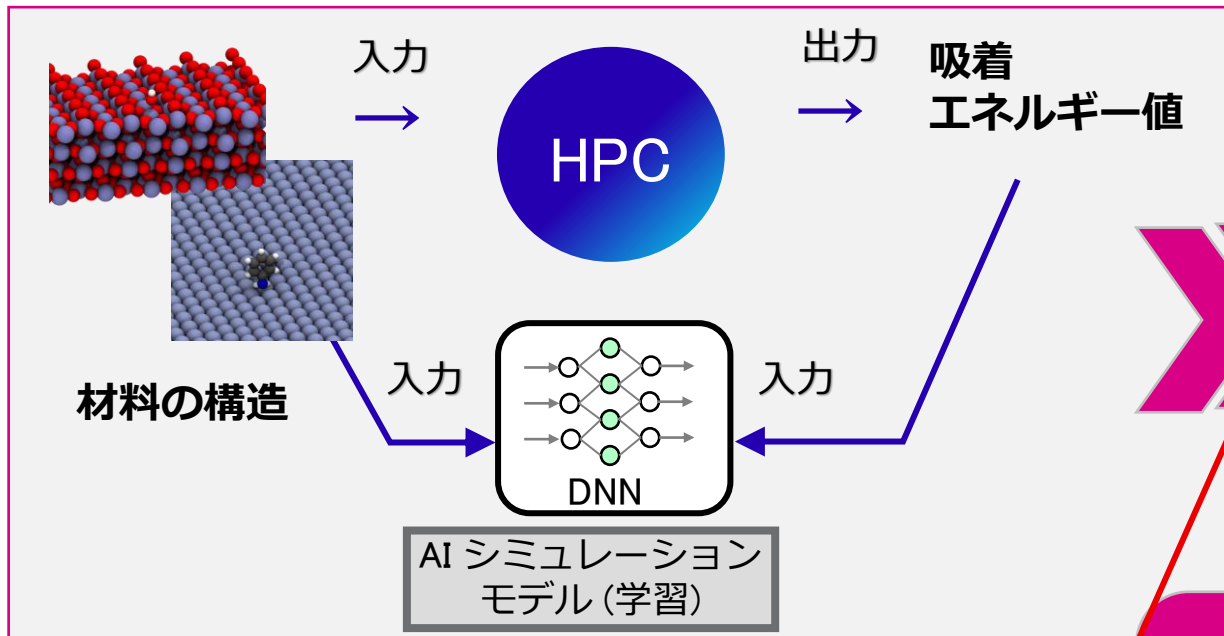 入力
出力
吸着
エネルギー値
HPC
材料の構造
入力
入力
DNN
AI シミュレーション
モデル (学習)